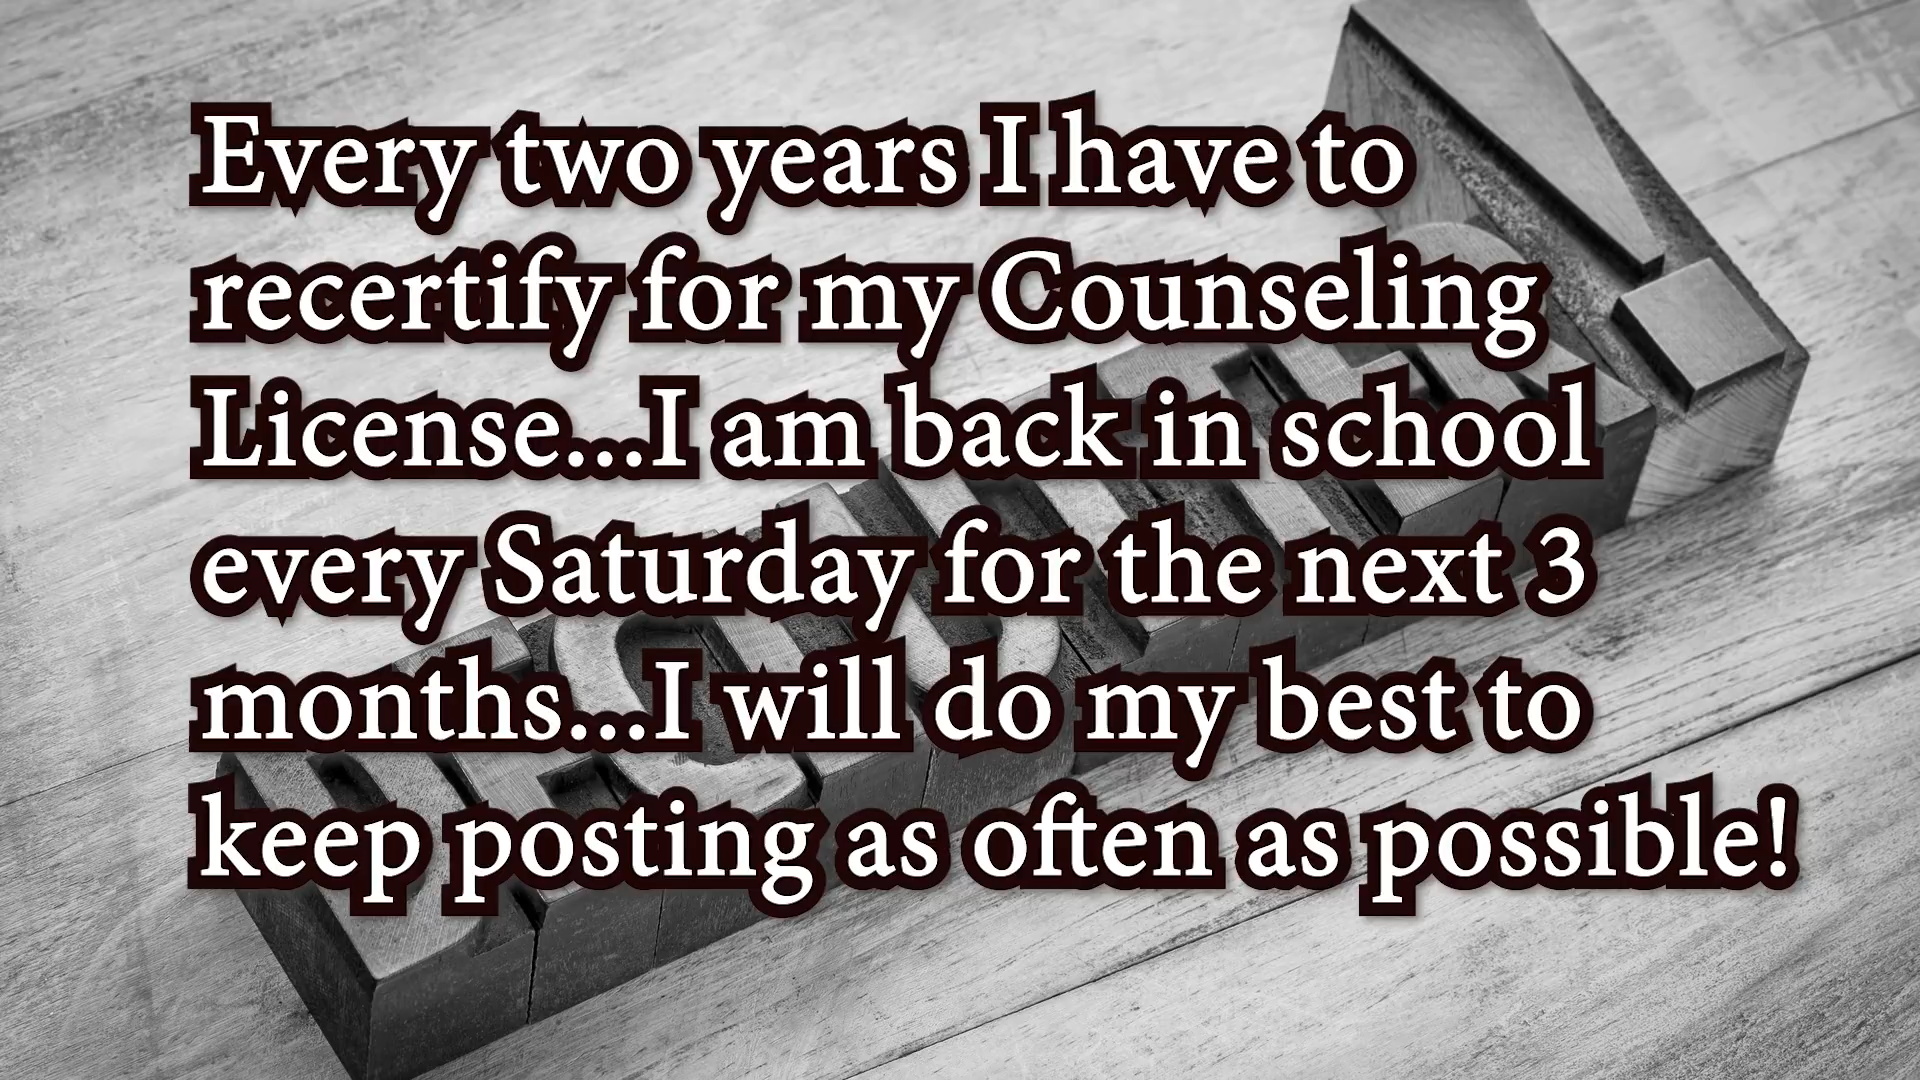 Every two years I have to
recertify for my Counseling
License...I am back in school
every Saturday for the next 3
months...I will do my best to
keep posting as often as possible!